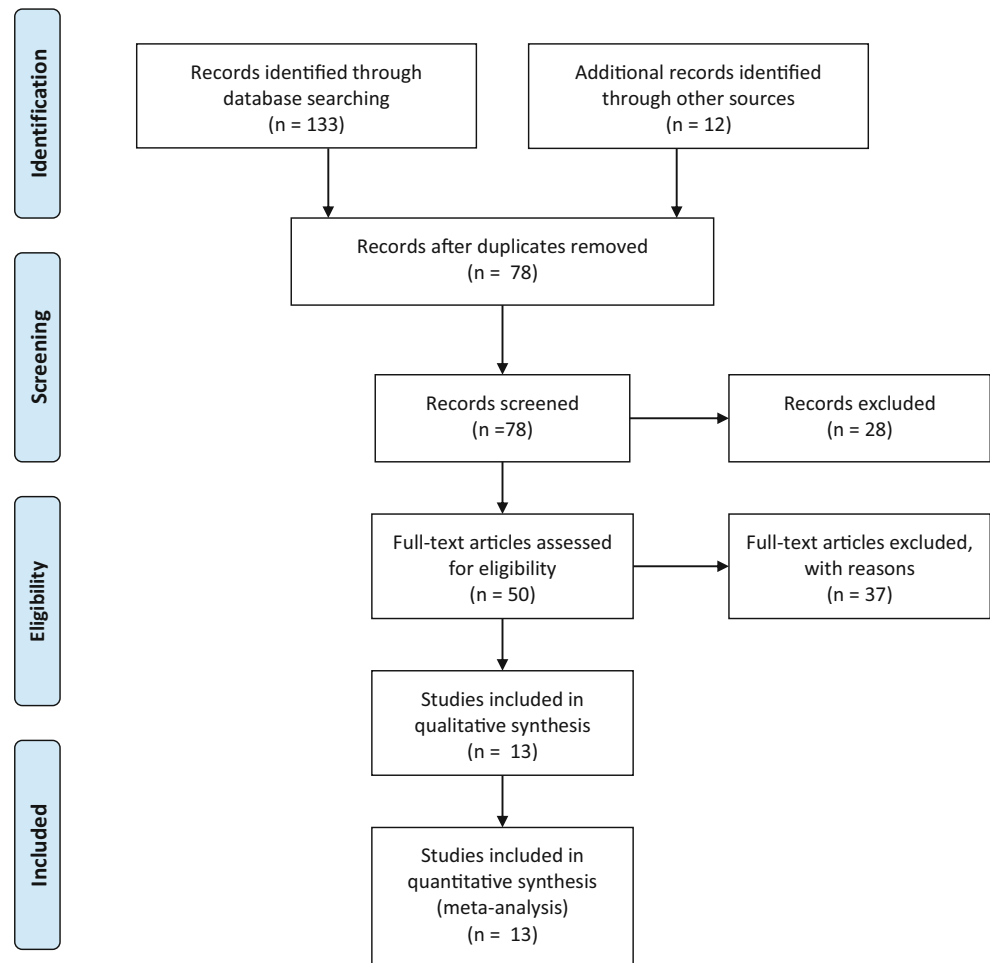 Identification
Records identified through
database searching
(n = 133)
Additional records identified
through other sources
(n = 12)
Records after duplicates removed
(n = 78)
Screening
Records screened
(n =78)
Records excluded
(n = 28)
Eligibility
Full-text articles assessed
for eligibility
(n = 50)
Full-text articles excluded,
with reasons
(n = 37)
Studies included in
qualitative synthesis
(n = 13)
Included
Studies included in
quantitative synthesis
(meta-analysis)
(n = 13)